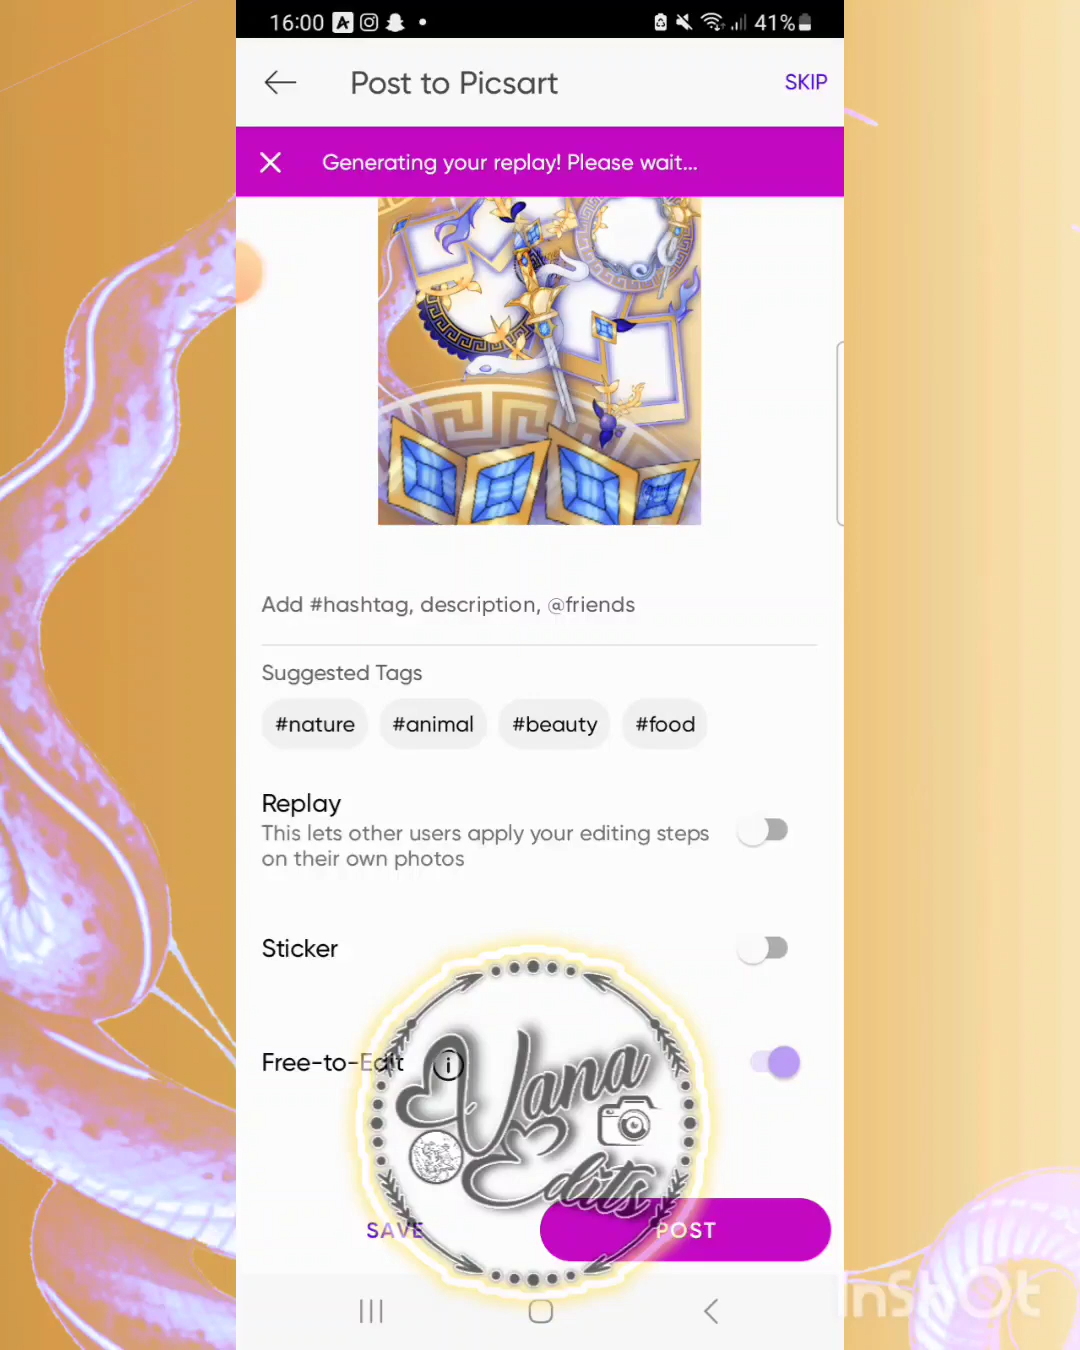 16:00 41%
Post to Picsart SKIP
Generating your replay! Please wait...
Add #hashtag, description, @friends
Suggested Tags
#nature #animal #beauty #food
Replay
This lets other users apply your editing steps
on their own photos
Sticker
Free-to-Edit
Vana
Edits
SAVE POST
InShOt